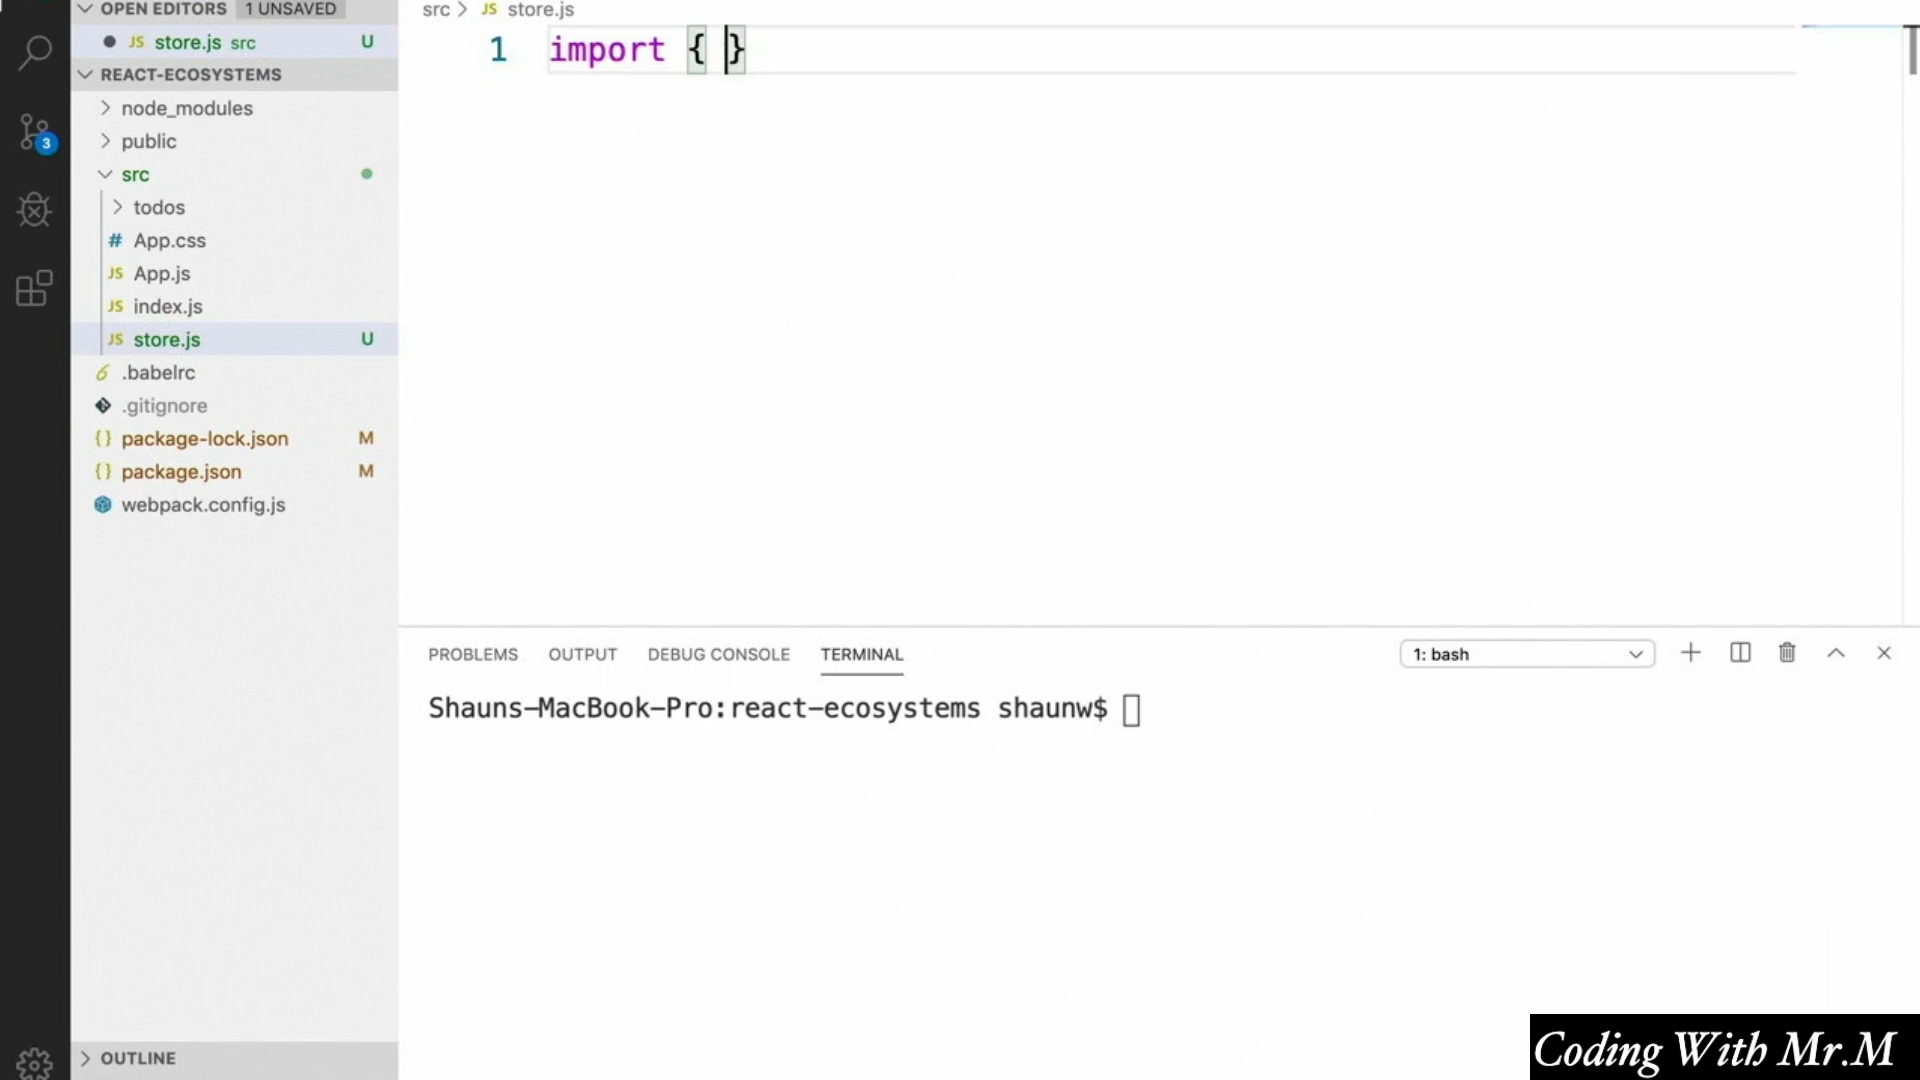 OPEN EDITORS 1 UNSAVED
JS store.js src U
REACT-ECOSYSTEMS
node_modules
public
src
todos
# App.css
JS App.js
JS index.js
JS store.js U
.babelrc
.gitignore
{} package-lock.json M
{} package.json M
webpack.config.js
OUTLINE
3
src > JS store.js
1 import { }
PROBLEMS OUTPUT DEBUG CONSOLE TERMINAL 1: bash
Shauns-MacBook-Pro:react-ecosystems shaunw$
Coding With Mr.M